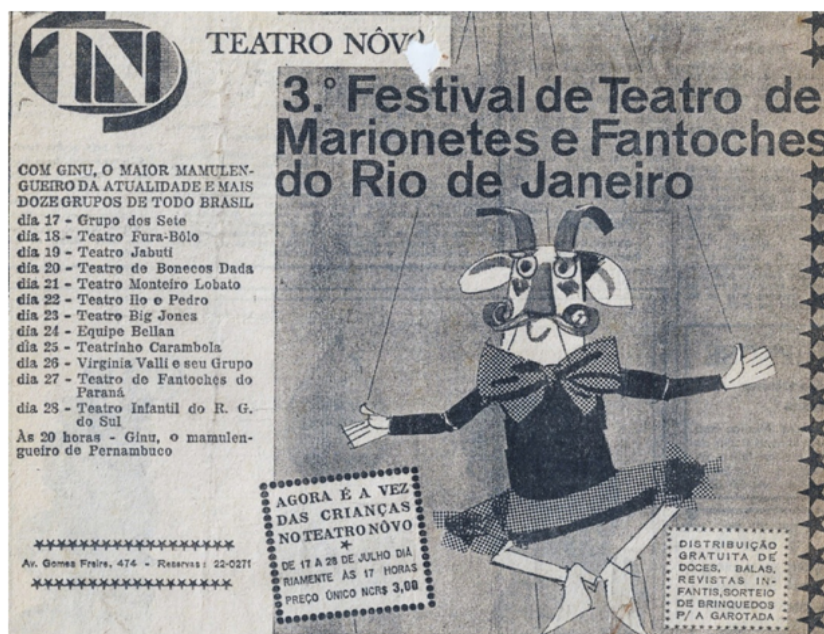 TN
TEATRO NÔVO
3.º Festival de Teatro de
Marionetes e Fantoches
do Rio de Janeiro
COM GINU, O MAIOR MAMULEN-
GUEIRO DA ATUALIDADE E MAIS
DOZE GRUPOS DE TODO BRASIL
dia 17 - Grupo dos Sete
dia 18 - Teatro Fura-Bôlo
dia 19 - Teatro Jabuti
dia 20 - Teatro de Bonecos Dada
dia 21 - Teatro Monteiro Lobato
dia 22 - Teatro Ilo e Pedro
dia 23 - Teatro Big Jones
dia 24 - Equipe Bellan
dia 25 - Teatrinho Carambola
dia 26 - Virginia Valli e seu Grupo
dia 27 - Teatro de Fantoches do
Paraná
dia 28 - Teatro Infantil do R. G.
do Sul
Às 20 horas - Ginu, o mamulen-
gueiro de Pernambuco
Av. Gomes Freire, 474 - Reservas: 22-0271
AGORA É A VEZ
DAS CRIANÇAS
NO TEATRO NÔVO
DE 17 A 28 DE JULHO DIA
RIAMENTE ÀS 17 HORAS
PREÇO ÚNICO NCR$ 3,00
DISTRIBUIÇÃO
GRATUITA DE
DOCES, BALAS,
REVISTAS IN-
FANTIS, SORTEIO
DE BRINQUEDOS
P/ A GAROTADA